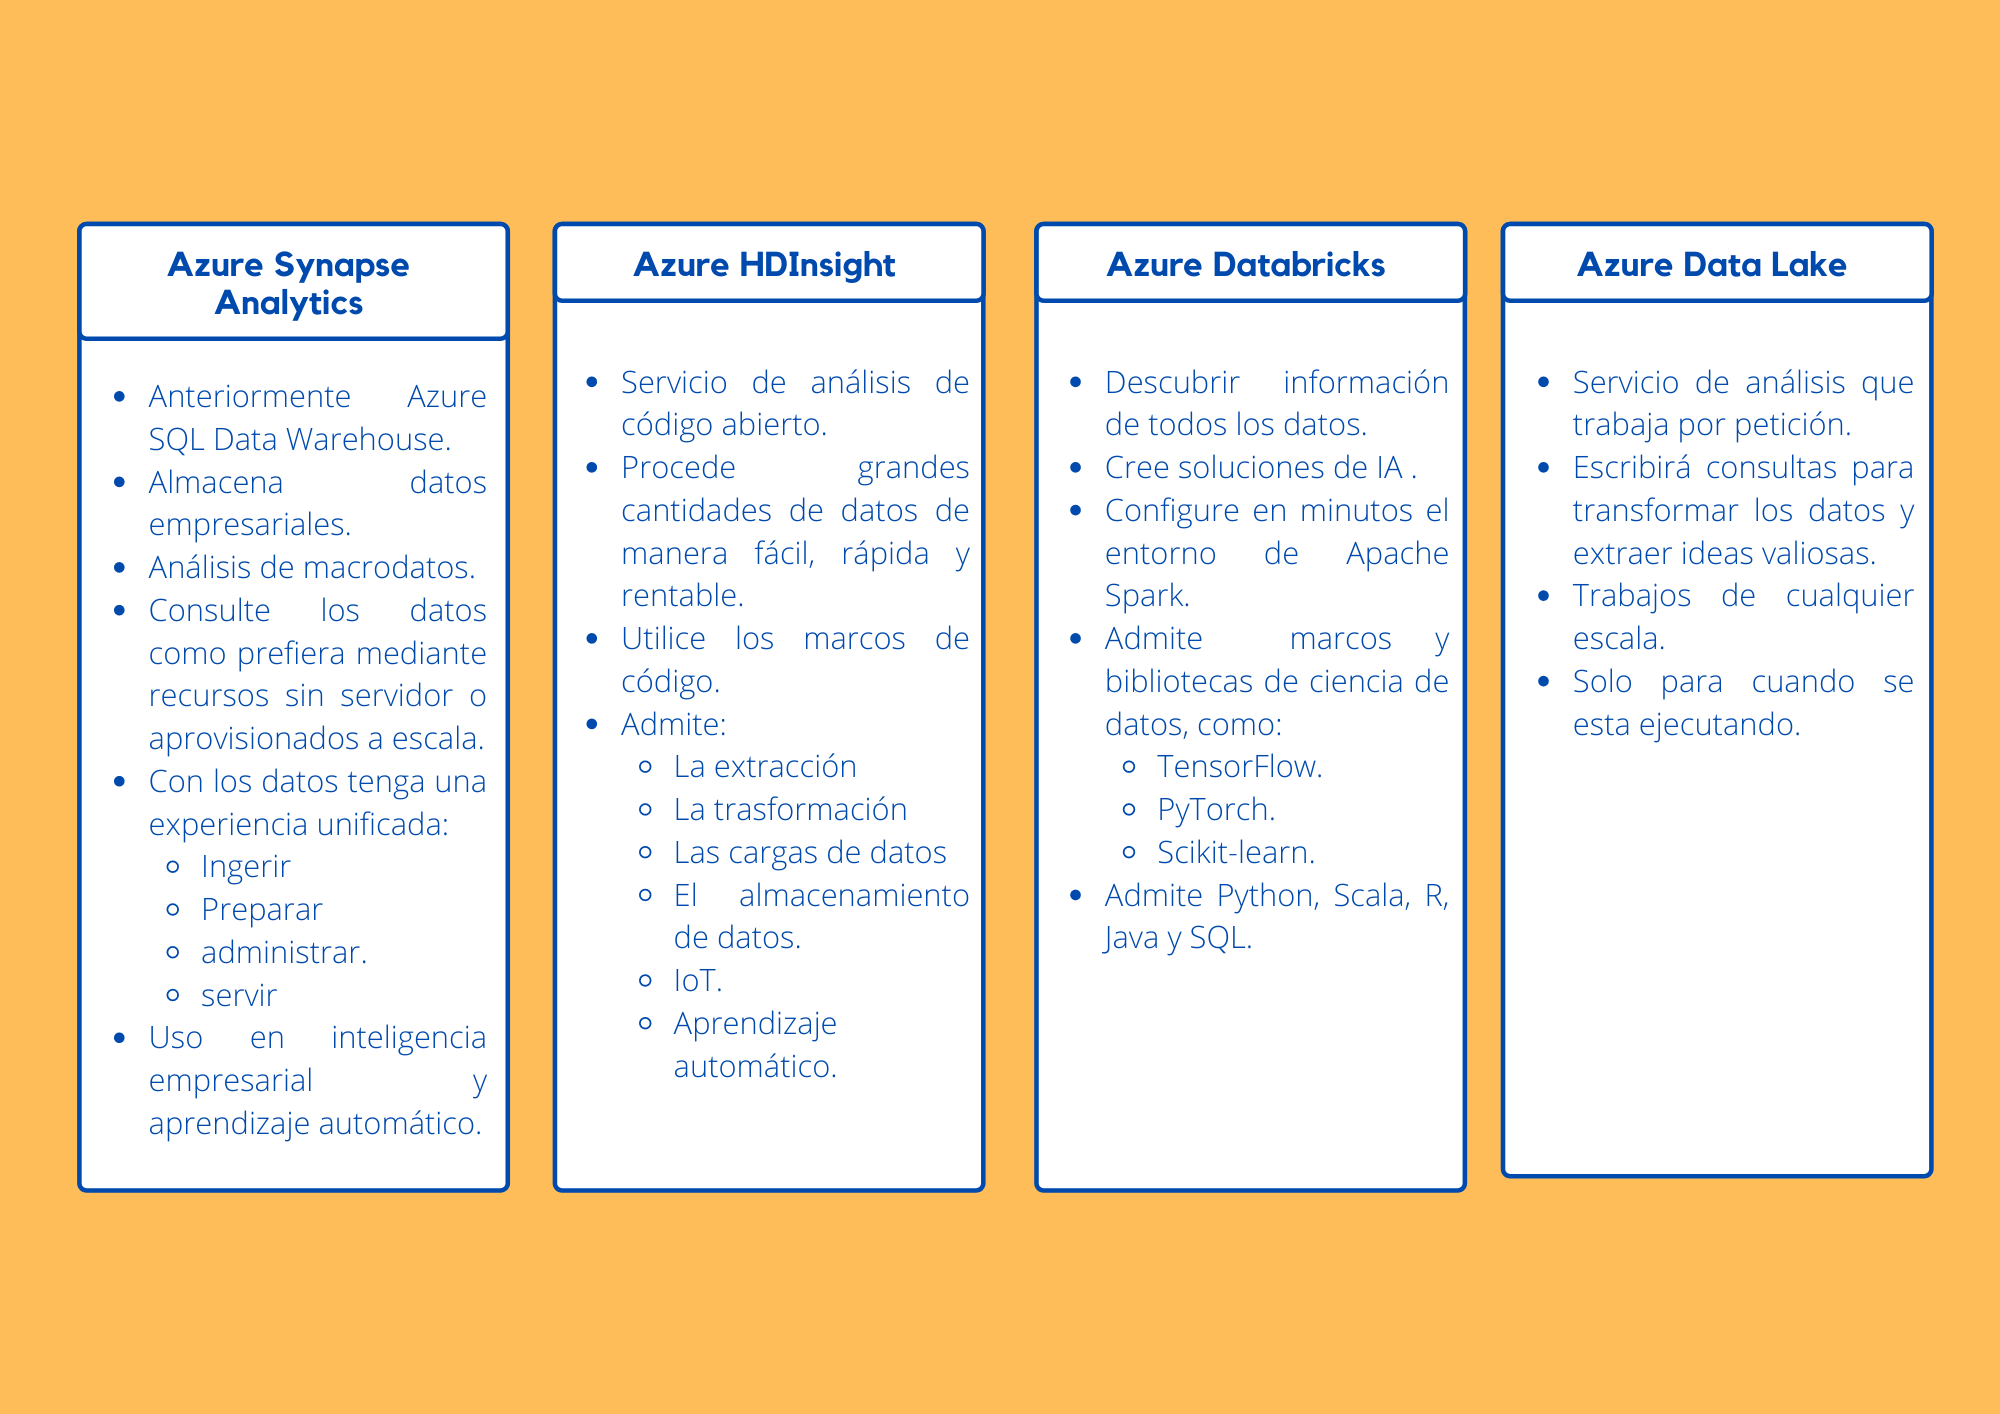 Azure Synapse
Analytics
Anteriormente Azure
SQL Data Warehouse.
Almacena datos
empresariales.
Análisis de macrodatos.
Consulte los datos
como prefiera mediante
recursos sin servidor o
aprovisionados a escala.
Con los datos tenga una
experiencia unificada:
Ingerir
Preparar
administrar.
servir
Uso en inteligencia
empresarial y
aprendizaje automático.
Azure HDInsight
Servicio de análisis de
código abierto.
Procede grandes
cantidades de datos de
manera fácil, rápida y
rentable.
Utilice los marcos de
código.
Admite:
La extracción
La trasformación
Las cargas de datos
El almacenamiento
de datos.
IoT.
Aprendizaje
automático.
Azure Databricks
Descubrir información
de todos los datos.
Cree soluciones de IA .
Configure en minutos el
entorno de Apache
Spark.
Admite marcos y
bibliotecas de ciencia de
datos, como:
TensorFlow.
PyTorch.
Scikit-learn.
Admite Python, Scala, R,
Java y SQL.
Azure Data Lake
Servicio de análisis que
trabaja por petición.
Escribirá consultas para
transformar los datos y
extraer ideas valiosas.
Trabajos de cualquier
escala.
Solo para cuando se
esta ejecutando.